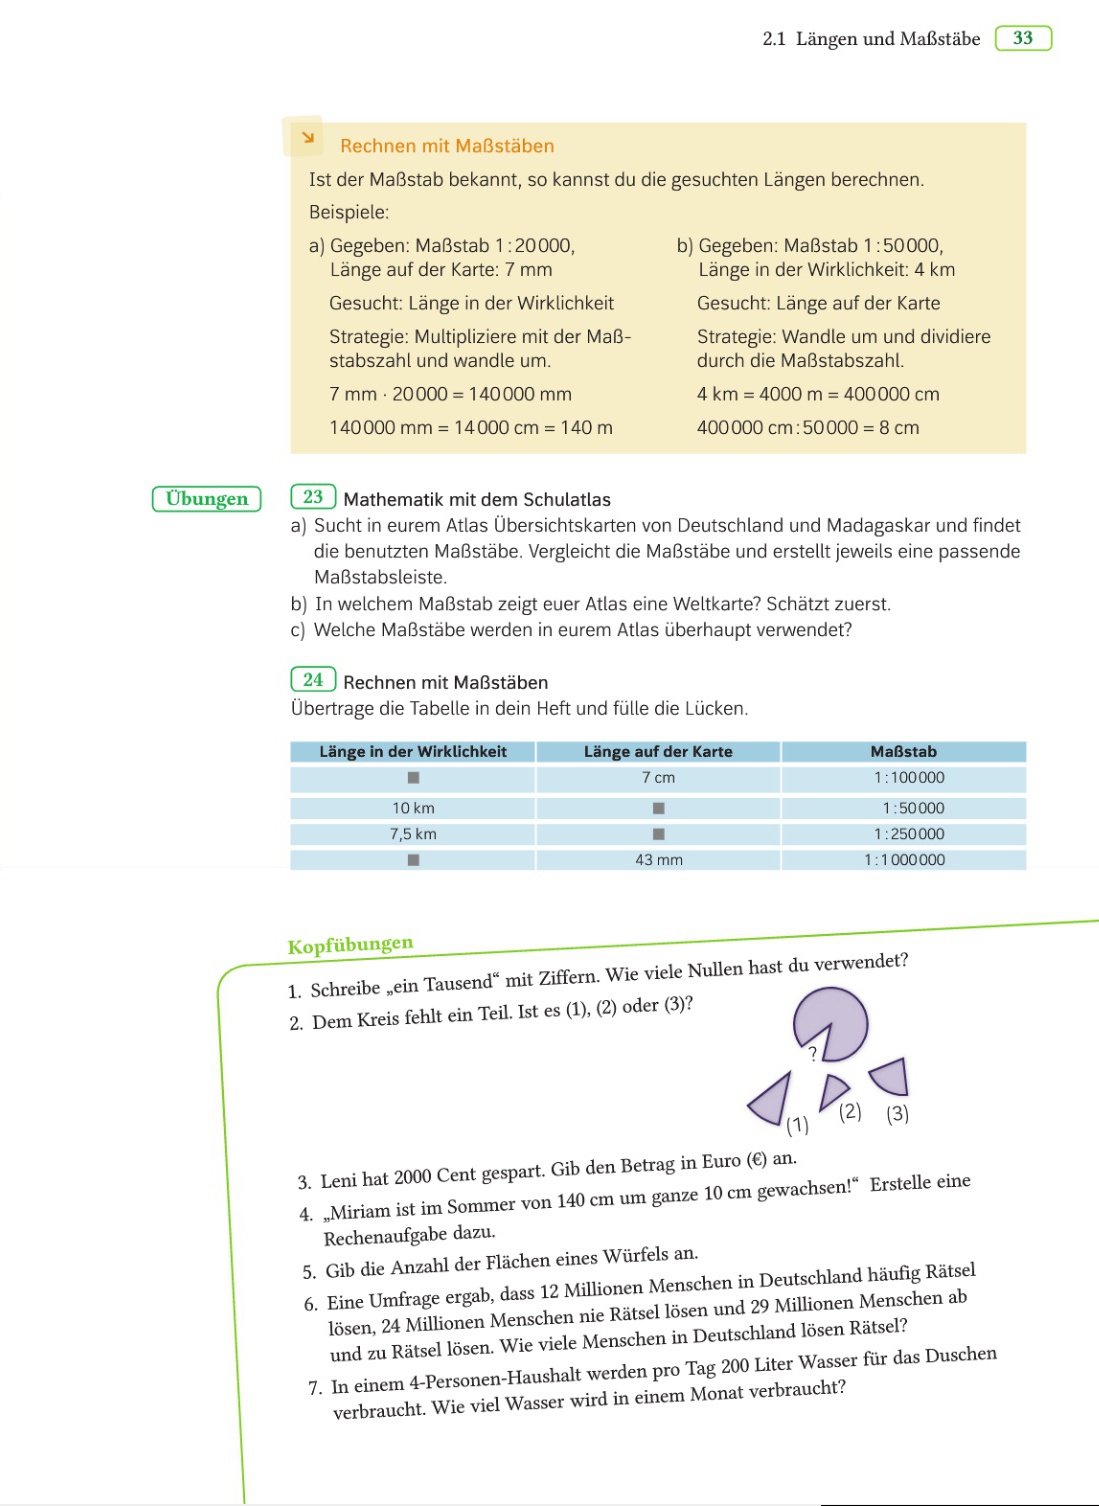 2.1 Längen und Maßstäbe 33
Rechnen mit Maßstäben
Ist der Maßstab bekannt, so kannst du die gesuchten Längen berechnen.
Beispiele:
a) Gegeben: Maßstab 1:20000,
Länge auf der Karte: 7 mm
Gesucht: Länge in der Wirklichkeit
Strategie: Multipliziere mit der Maß-
stabszahl und wandle um.
7 mm · 20000 = 140000 mm
140000 mm = 14000 cm = 140 m
b) Gegeben: Maßstab 1:50000,
Länge in der Wirklichkeit: 4 km
Gesucht: Länge auf der Karte
Strategie: Wandle um und dividiere
durch die Maßstabszahl.
4 km = 4000 m = 400000 cm
400000 cm:50000 = 8 cm
Übungen
23 Mathematik mit dem Schulatlas
a) Sucht in eurem Atlas Übersichtskarten von Deutschland und Madagaskar und findet
die benutzten Maßstäbe. Vergleicht die Maßstäbe und erstellt jeweils eine passende
Maßstabsleiste.
b) In welchem Maßstab zeigt euer Atlas eine Weltkarte? Schätzt zuerst.
c) Welche Maßstäbe werden in eurem Atlas überhaupt verwendet?
24 Rechnen mit Maßstäben
Übertrage die Tabelle in dein Heft und fülle die Lücken.
Länge in der Wirklichkeit Länge auf der Karte Maßstab
■ 7 cm 1:100000
10 km ■ 1:50000
7,5 km ■ 1:250000
■ 43 mm 1:1000000
Kopfübungen
1. Schreibe „ein Tausend“ mit Ziffern. Wie viele Nullen hast du verwendet?
2. Dem Kreis fehlt ein Teil. Ist es (1), (2) oder (3)?
?
(1) (2) (3)
3. Leni hat 2000 Cent gespart. Gib den Betrag in Euro (€) an.
4. „Miriam ist im Sommer von 140 cm um ganze 10 cm gewachsen!“ Erstelle eine
Rechenaufgabe dazu.
5. Gib die Anzahl der Flächen eines Würfels an.
6. Eine Umfrage ergab, dass 12 Millionen Menschen in Deutschland häufig Rätsel
lösen, 24 Millionen Menschen nie Rätsel lösen und 29 Millionen Menschen ab
und zu Rätsel lösen. Wie viele Menschen in Deutschland lösen Rätsel?
7. In einem 4-Personen-Haushalt werden pro Tag 200 Liter Wasser für das Duschen
verbraucht. Wie viel Wasser wird in einem Monat verbraucht?